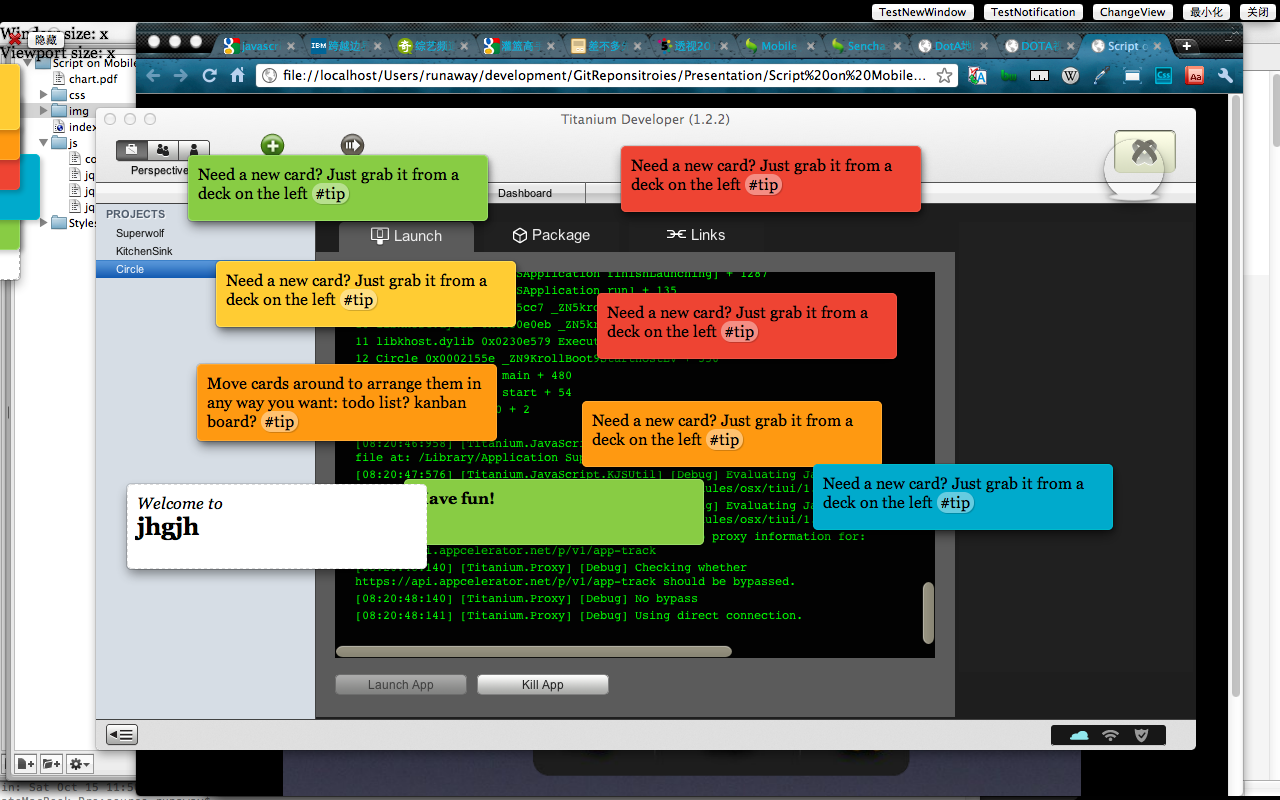 TestNewWindow TestNotification ChangeView 最小化 关闭
Window size: x
隐藏
Viewport size: x
javasc
IBM 跨越边
综艺师
灌篮高
差不多
透视20
Mobile
Sencha
DotA地
DOTA
Script o
file://localhost/Users/runaway/development/GitReponsitroies/Presentation/Script%20on%20Mobile...
Script on Mobile
chart.pdf
css
img
index
js
co
jq
jq
jq
Styles
Titanium Developer (1.2.2)
Perspective
Dashboard
PROJECTS
Superwolf
KitchenSink
Circle
Launch
Package
Links
Need a new card? Just grab it from a
deck on the left #tip
Need a new card? Just grab it from a
deck on the left #tip
Need a new card? Just grab it from a
deck on the left #tip
Need a new card? Just grab it from a
deck on the left #tip
Move cards around to arrange them in
any way you want: todo list? kanban
board? #tip
Need a new card? Just grab it from a
deck on the left #tip
Need a new card? Just grab it from a
deck on the left #tip
Have fun!
Welcome to
jhgjh
SApplication finishLaunching] + 1287
SApplication run] + 135
5cc7 _ZN5kro
e0eb _ZN5kr
11 libkhost.dylib 0x0230e579 Execut
12 Circle 0x0002155e _ZN9KrollBoot9StartHostEv + 550
main + 480
start + 54
0 + 2
[08:20:46:958] [Titanium.JavaScri
file at: /Library/Application Sup
[08:20:47:576] [Titanium.JavaScript.KJSUtil] [Debug] Evaluating Ja
ules/osx/tiui/1
g] Evaluating Ja
ules/osx/tiui/1
proxy information for:
i.appcelerator.net/p/v1/app-track
:140] [Titanium.Proxy] [Debug] Checking whether
https://api.appcelerator.net/p/v1/app-track should be bypassed.
[08:20:48:140] [Titanium.Proxy] [Debug] No bypass
[08:20:48:141] [Titanium.Proxy] [Debug] Using direct connection.
Launch App
Kill App
in: Sat Oct 15 11:5